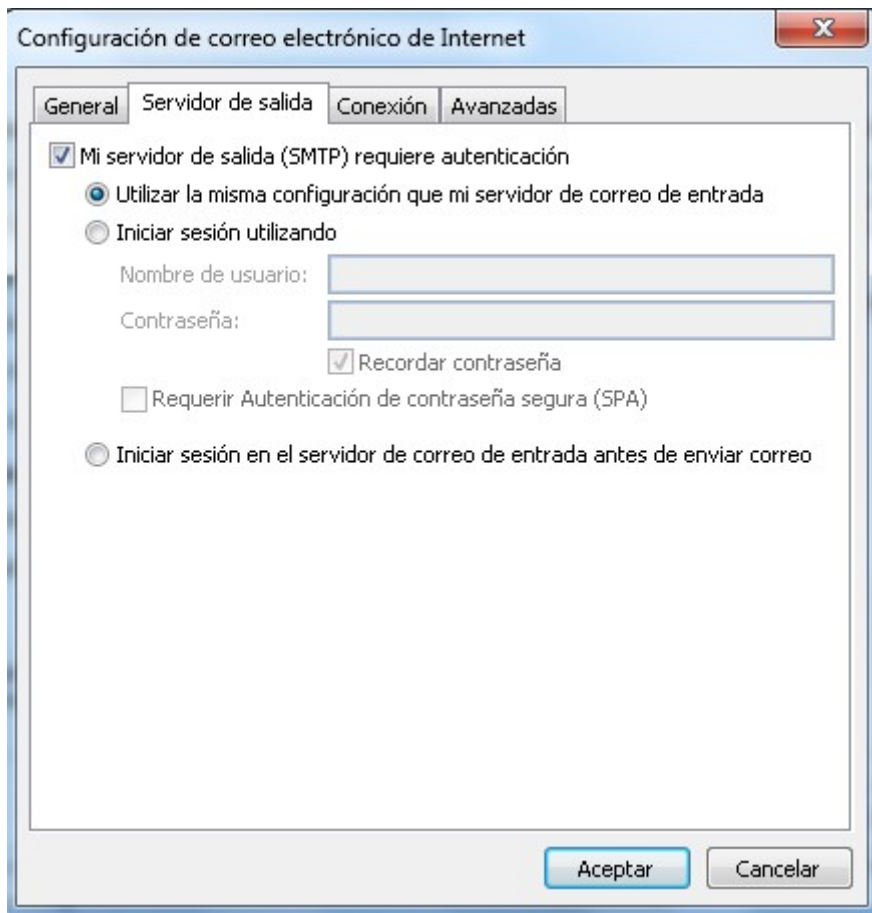 Configuración de correo electrónico de Internet
General Servidor de salida Conexión Avanzadas
Mi servidor de salida (SMTP) requiere autenticación
Utilizar la misma configuración que mi servidor de correo de entrada
Iniciar sesión utilizando
Nombre de usuario:
Contraseña:
Recordar contraseña
Requerir Autenticación de contraseña segura (SPA)
Iniciar sesión en el servidor de correo de entrada antes de enviar correo
Aceptar Cancelar